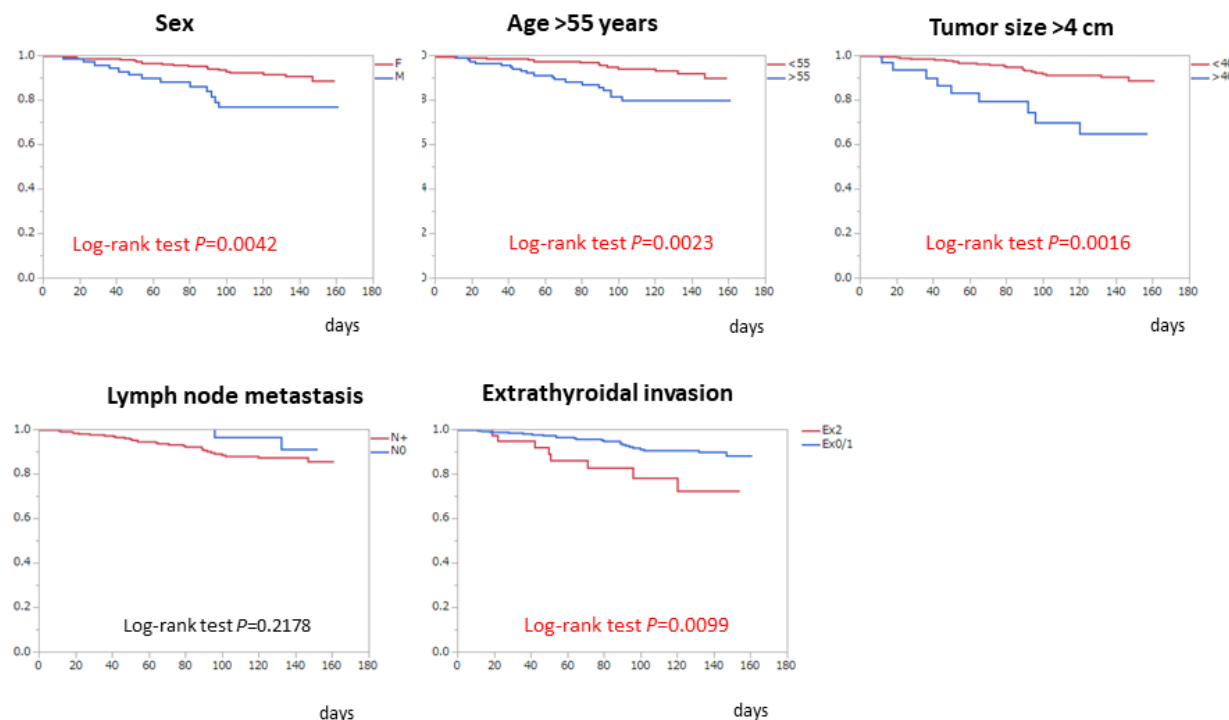 Sex
1.0
0.8
0.6
0.4
0.2
0.0
F
M
Log-rank test P=0.0042
0 20 40 60 80 100 120 140 160 180
days
Age >55 years
0
8
<55
>55
Log-rank test P=0.0023
0 20 40 60 80 100 120 140 160 180
days
Tumor size >4 cm
1.0
0.8
0.6
0.4
0.2
0.0
Log-rank test P=0.0016
0 20 40 60 80 100 120 140 160 180
days
Lymph node metastasis
1.0
0.8
0.6
0.4
0.2
0.0
N+
N0
Log-rank test P=0.2178
0 20 40 60 80 100 120 140 160 180
days
Extrathyroidal invasion
1.0
0.8
0.6
0.4
0.2
0.0
Ex2
Ex0/1
Log-rank test P=0.0099
0 20 40 60 80 100 120 140 160 180
days